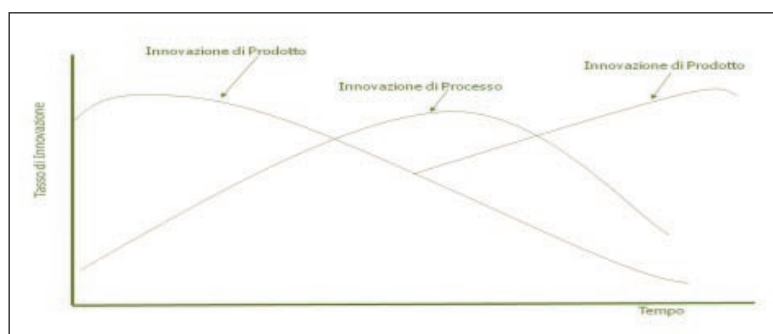 Innovazione di Prodotto
Innovazione di Processo
Innovazione di Prodotto
Tasso di Innovazione
Tempo